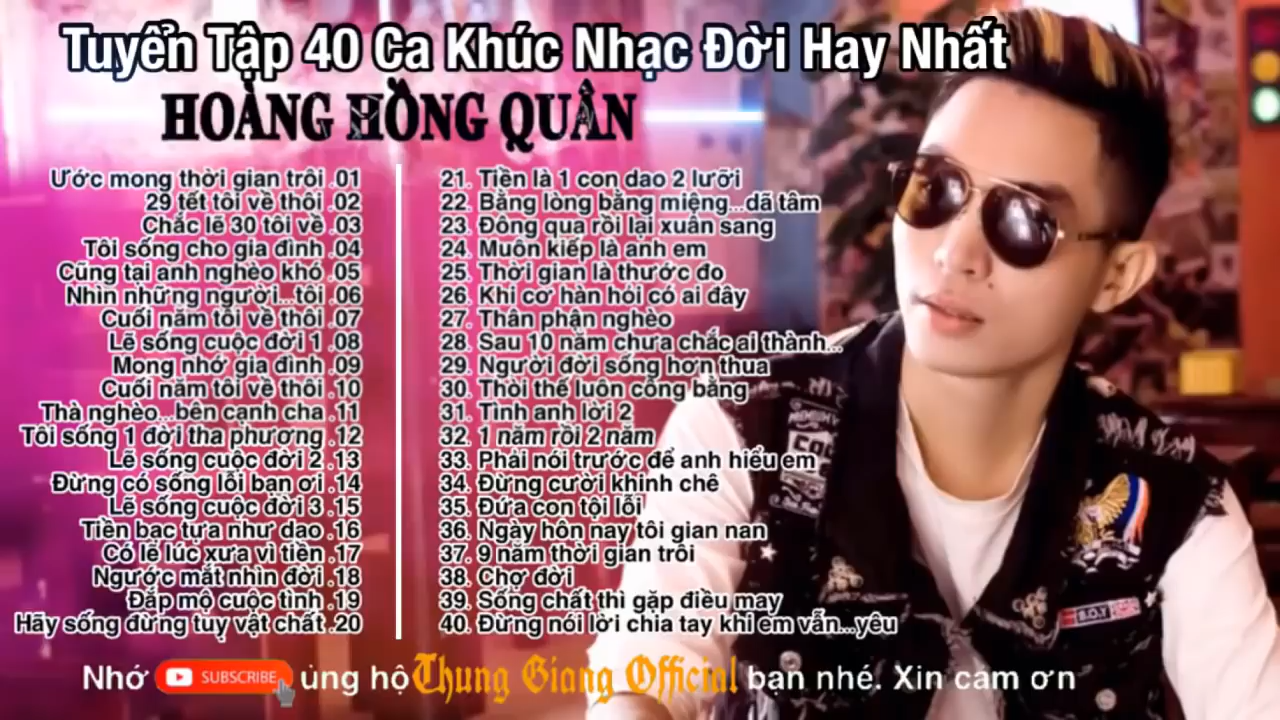 Tuyển Tập 40 Ca Khúc Nhạc Đời Hay Nhất
HOÀNG HỒNG QUÂN
Ước mong thời gian trôi .01
29 tết tôi về thôi .02
Chắc lẽ 30 tôi về .03
Tôi sống cho gia đình .04
Cũng tại anh nghèo khó .05
Nhìn những người...tôi .06
Cuối năm tôi về thôi .07
Lẽ sống cuộc đời 1 .08
Mong nhớ gia đình .09
Cuối năm tôi về thôi .10
Thà nghèo...bên cạnh cha .11
Tôi sống 1 đời tha phương .12
Lẽ sống cuộc đời 2 .13
Đừng có sống lỗi bạn ơi .14
Lẽ sống cuộc đời 3 .15
Tiền bạc tựa như dao .16
Có lẽ lúc xưa vì tiền .17
Ngước mắt nhìn đời .18
Đắp mộ cuộc tình .19
Hãy sống đừng tuy vật chất .20
21. Tiền là 1 con dao 2 lưỡi
22. Bằng lòng bằng miệng...dã tâm
23. Đông qua rồi lại xuân sang
24. Muôn kiếp là anh em
25. Thời gian là thước đo
26. Khi cơ hàn hỏi có ai đây
27. Thân phận nghèo
28. Sau 10 năm chưa chắc ai thành...
29. Người đời sống hơn thua
30. Thời thế luôn công bằng
31. Tình anh lời 2
32. 1 năm rồi 2 năm
33. Phải nói trước để anh hiểu em
34. Đừng cười khinh chê
35. Đứa con tội lỗi
36. Ngày hôn nay tôi gian nan
37. 9 năm thời gian trôi
38. Chợ đời
39. Sống chất thì gặp điều may
40. Đừng nói lời chia tay khi em vẫn...yêu
Nhớ SUBSCRIBE ủng hộ Thung Giang Official bạn nhé. Xin cảm ơn
B.O.Y